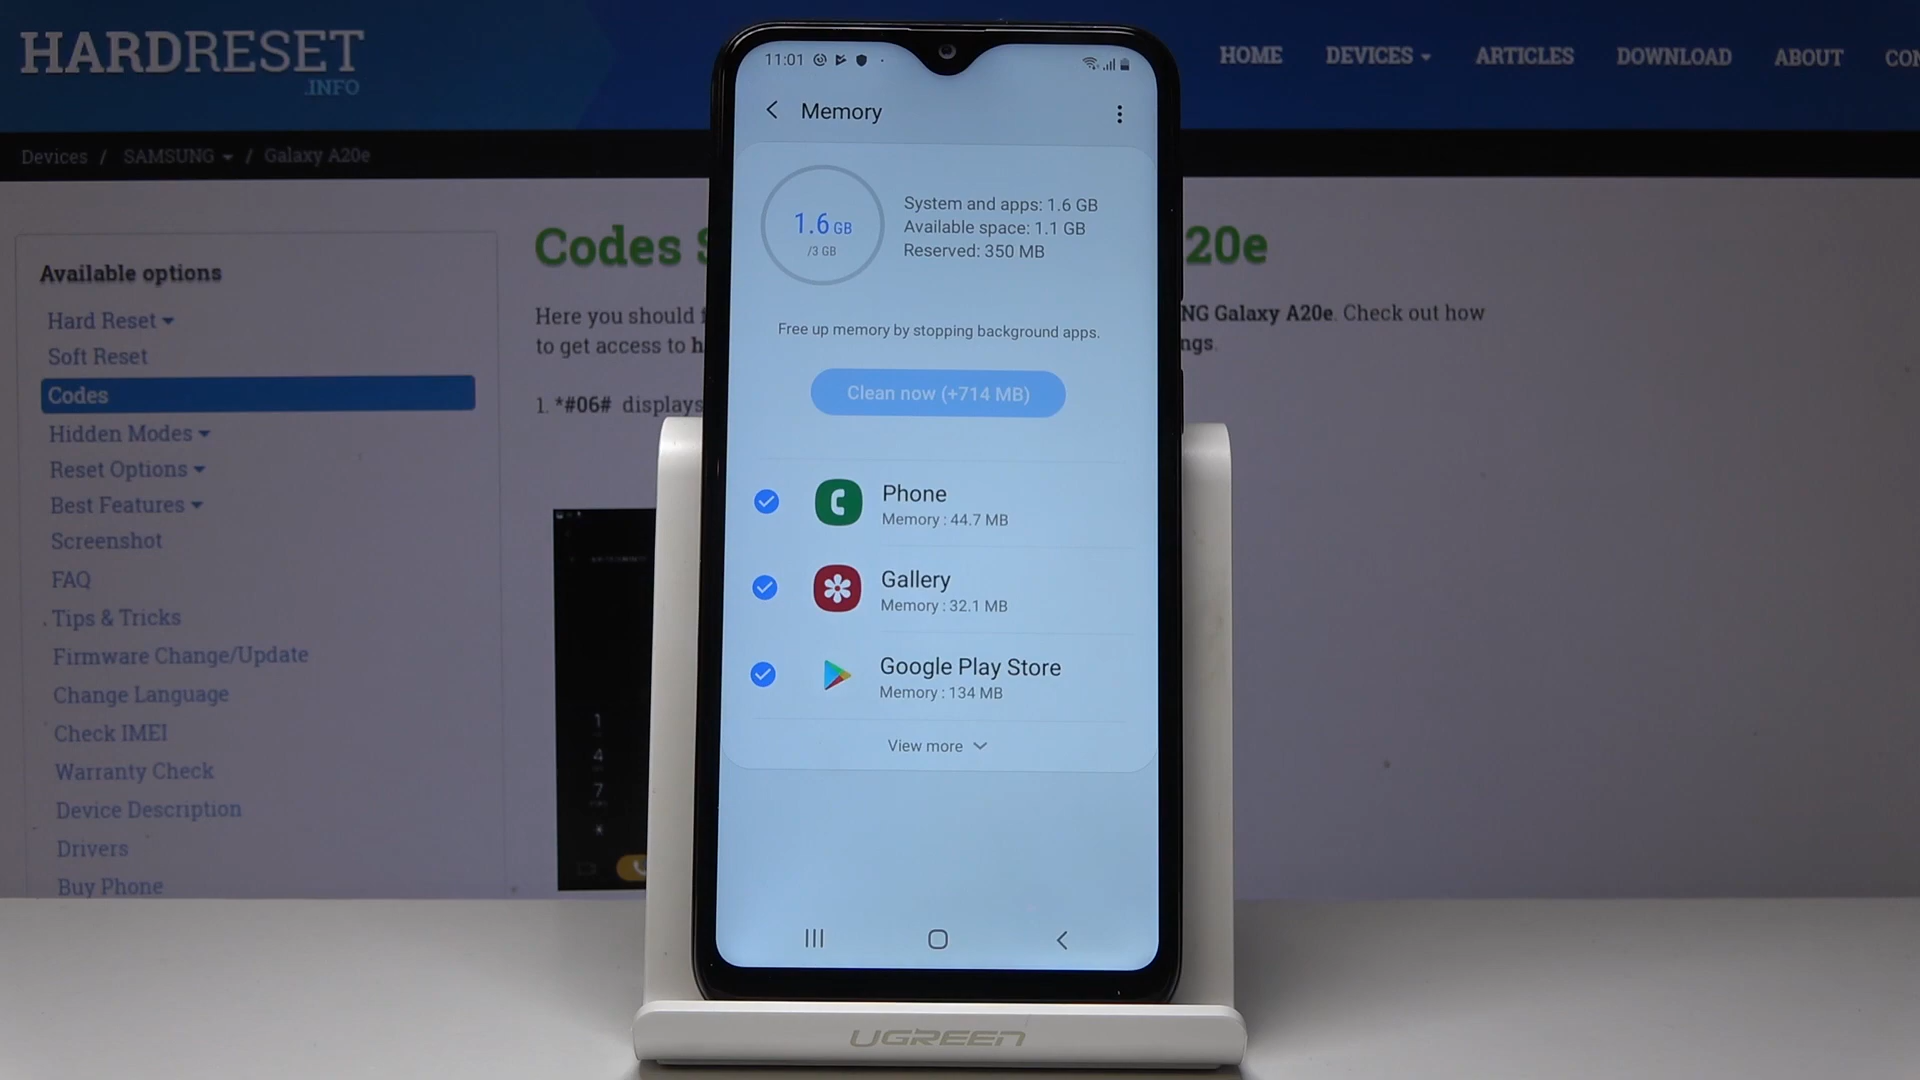 HARDRESET
.INFO
HOME DEVICES ARTICLES DOWNLOAD ABOUT CON
Devices / SAMSUNG / Galaxy A20e
Available options
Hard Reset
Soft Reset
Codes
Hidden Modes
Reset Options
Best Features
Screenshot
FAQ
Tips & Tricks
Firmware Change/Update
Change Language
Check IMEI
Warranty Check
Device Description
Drivers
Buy Phone
Codes S
20e
Here you should
NG Galaxy A20e. Check out how
to get access to h
ngs.
1. *#06# displays
1
4
7
*
11:01
Memory
1.6 GB
/3 GB
System and apps: 1.6 GB
Available space: 1.1 GB
Reserved: 350 MB
Free up memory by stopping background apps.
Clean now (+714 MB)
Phone
Memory : 44.7 MB
Gallery
Memory : 32.1 MB
Google Play Store
Memory : 134 MB
View more
UGREEN